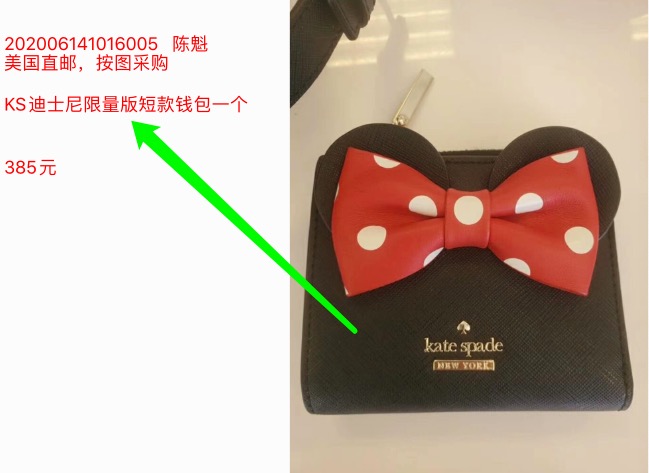 202006141016005 陈魁
美国直邮，按图采购
KS迪士尼限量版短款钱包一个
385元
kate spade
NEW YORK